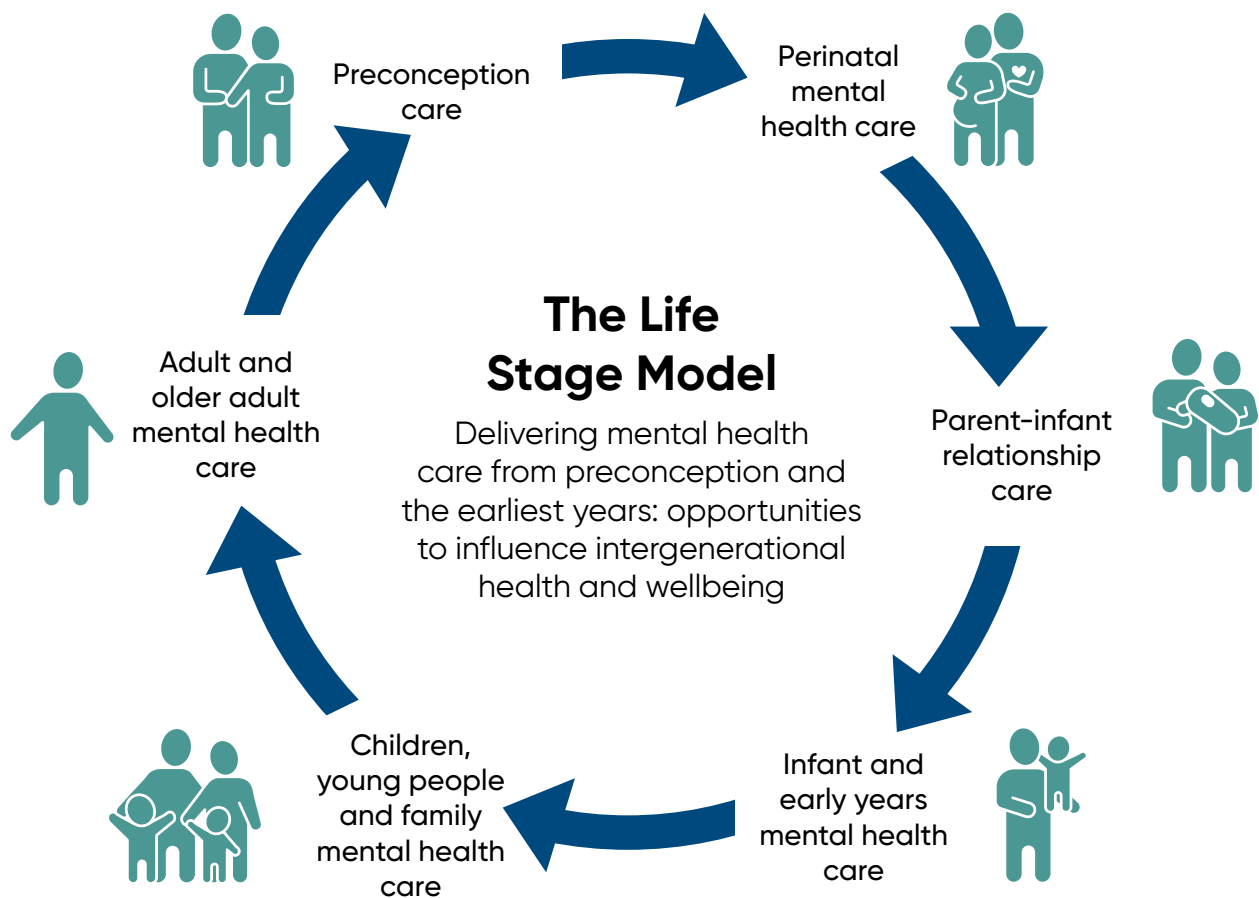 Preconception
care
Perinatal
mental
health care
Parent-infant
relationship
care
Infant and
early years
mental health
care
Children,
young people
and family
mental health
care
Adult and
older adult
mental health
care
The Life
Stage Model
Delivering mental health
care from preconception and
the earliest years: opportunities
to influence intergenerational
health and wellbeing